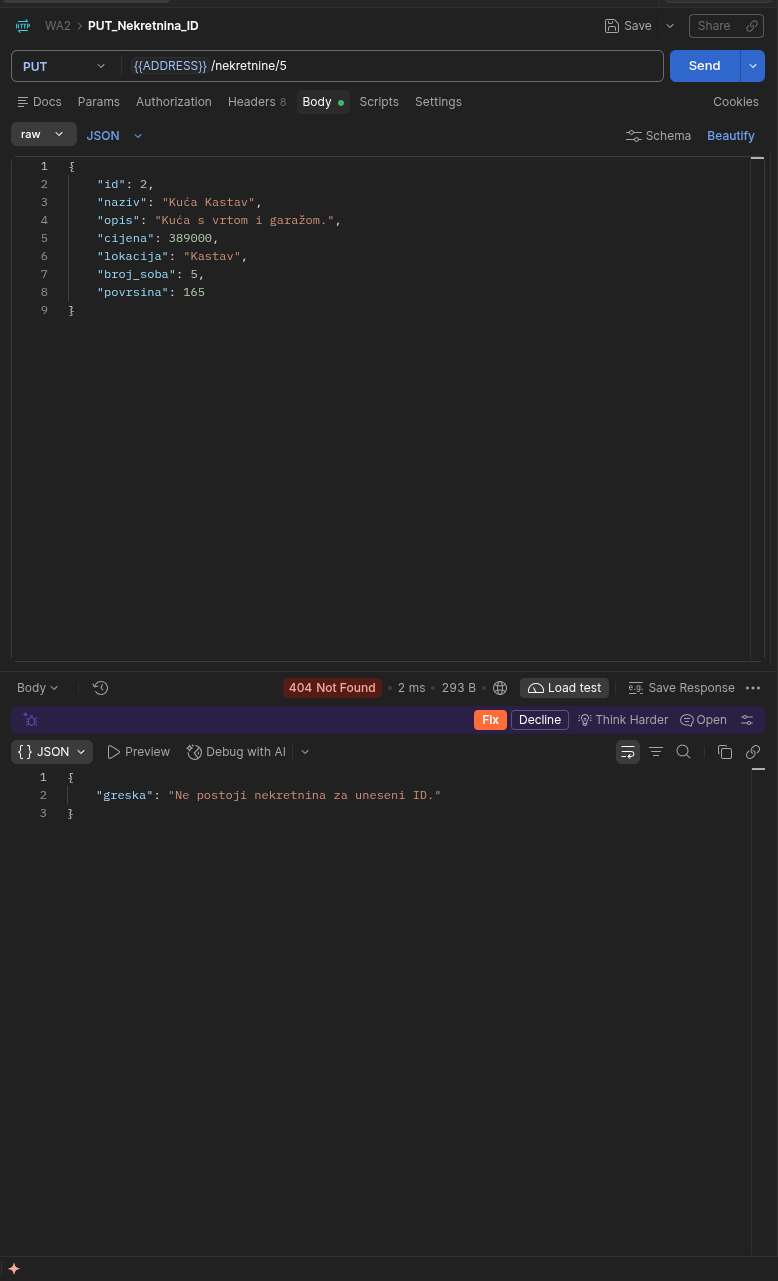 HTTP WA2 > PUT_Nekretnina_ID Save Share
PUT {{ADDRESS}} /nekretnine/5 Send
Docs Params Authorization Headers 8 Body Scripts Settings Cookies
raw JSON Schema Beautify
1 {
2 "id": 2,
3 "naziv": "Kuća Kastav",
4 "opis": "Kuća s vrtom i garažom.",
5 "cijena": 389000,
6 "lokacija": "Kastav",
7 "broj_soba": 5,
8 "povrsina": 165
9 }
Body 404 Not Found • 2 ms • 293 B Load test e.g. Save Response
Fix Decline Think Harder Open
{} JSON Preview Debug with AI
1 {
2 "greska": "Ne postoji nekretnina za uneseni ID."
3 }